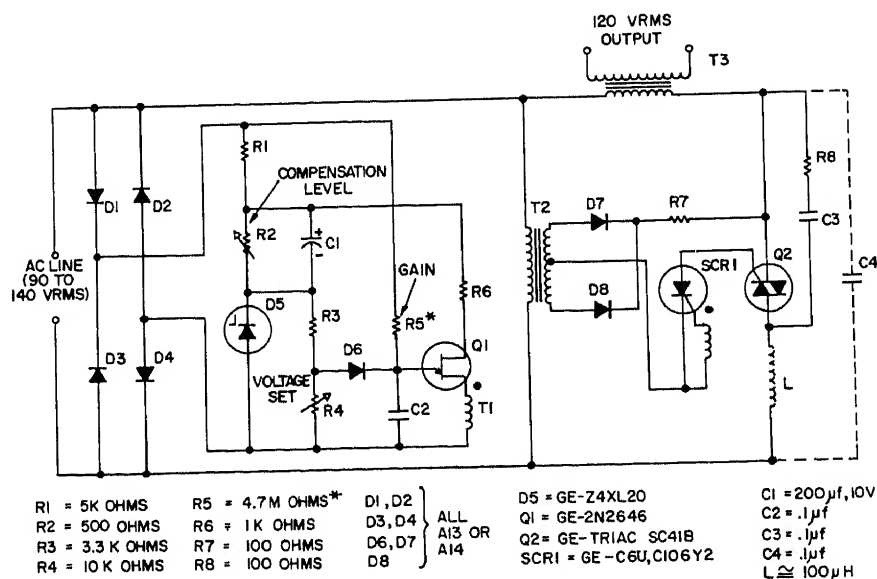 120 VRMS
OUTPUT
T3
R1
R8
COMPENSATION
LEVEL
D1
D2
R2
C1
+
-
T2
D7
R7
C3
AC LINE
(90 TO
140 VRMS)
GAIN
SCR1
Q2
C4
D5
R6
D8
R3
R5*
Q1
D3
D4
D6
VOLTAGE
SET
R4
C2
T1
L
R1 = 5K OHMS
R2 = 500 OHMS
R3 = 3.3 K OHMS
R4 = 10K OHMS
R5 = 4.7M OHMS*
R6 = 1K OHMS
R7 = 100 OHMS
R8 = 100 OHMS
D1, D2
D3, D4
D6, D7
D8
ALL
A13 OR
A14
D5 = GE-Z4XL20
Q1 = GE-2N2646
Q2 = GE-TRIAC SC41B
SCR1 = GE-C6U, C106Y2
C1 = 200µf, 10V
C2 = .1µf
C3 = .1µf
C4 = .1µf
L ≅ 100µH